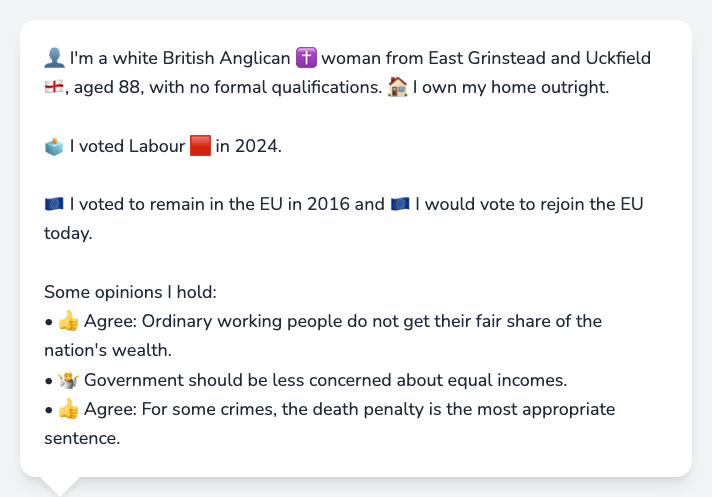 👤 I'm a white British Anglican ✝️ woman from East Grinstead and Uckfield
🏴󠁧󠁢󠁥󠁮󠁧󠁿, aged 88, with no formal qualifications. 🏠 I own my home outright.
🗳️ I voted Labour 🟥 in 2024.
🇪🇺 I voted to remain in the EU in 2016 and 🇪🇺 I would vote to rejoin the EU
today.
Some opinions I hold:
• 👍 Agree: Ordinary working people do not get their fair share of the
nation's wealth.
• 🤷 Government should be less concerned about equal incomes.
• 👍 Agree: For some crimes, the death penalty is the most appropriate
sentence.